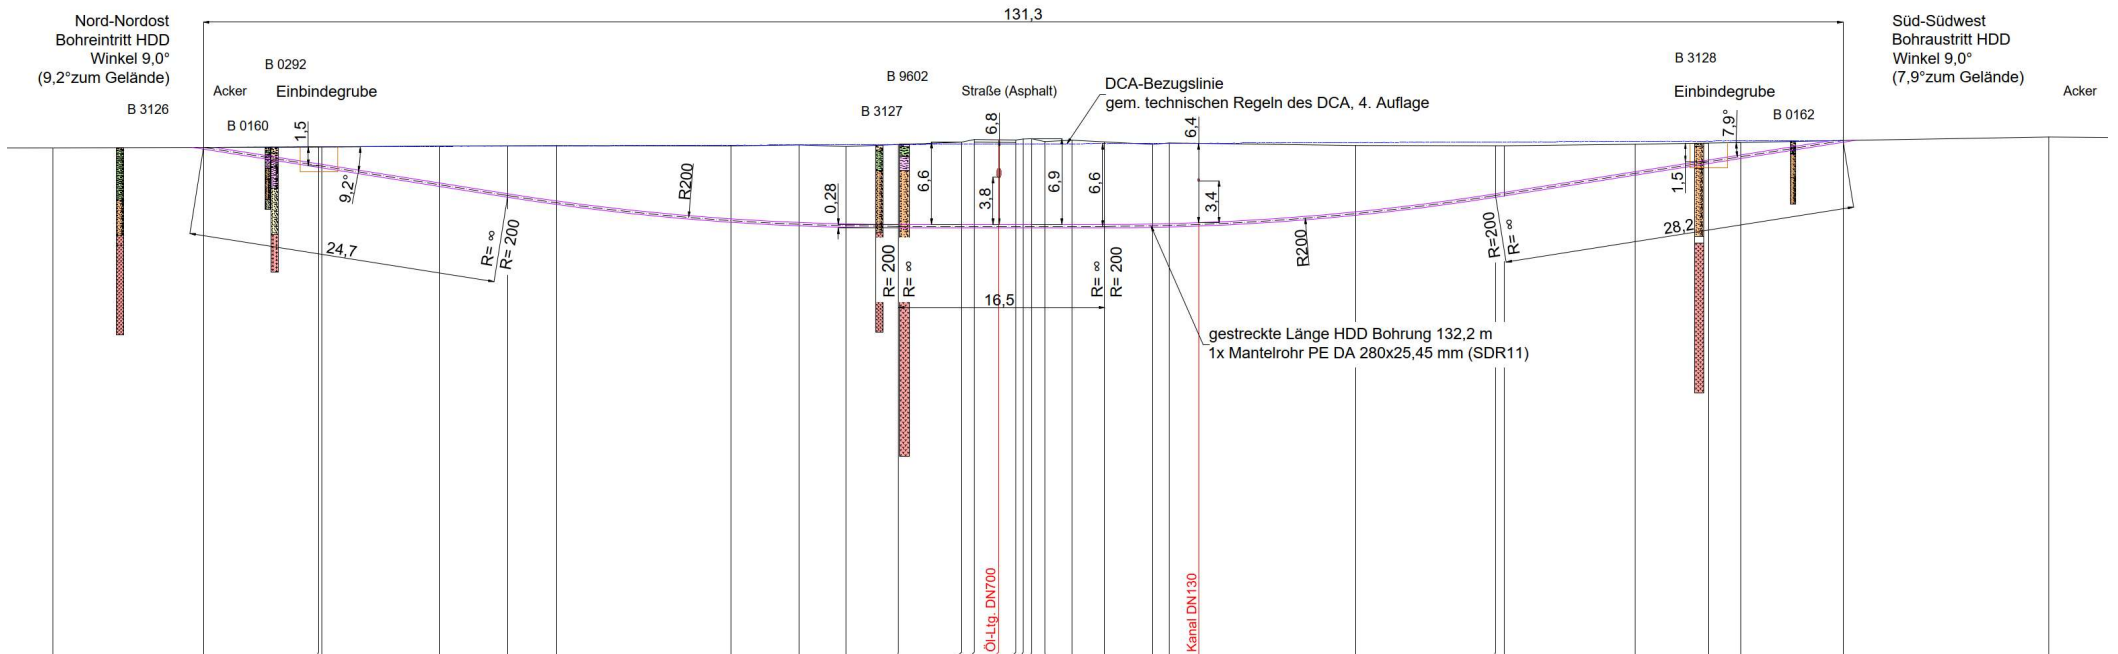 Nord-Nordost
Bohreintritt HDD
Winkel 9,0°
(9,2°zum Gelände)
131,3
Süd-Südwest
Bohraustritt HDD
Winkel 9,0°
(7,9°zum Gelände)
B 0292
B 9602
B 3128
Acker
Einbindegrube
Straße (Asphalt)
DCA-Bezugslinie
gem. technischen Regeln des DCA, 4. Auflage
Einbindegrube
Acker
B 3126
B 0160
B 3127
B 0162
1,5
6,8
6,4
7,9°
9,2°
R200
0,28
6,6
3,8
6,9
6,6
3,4
1,5
24,7
R= ∞
R= 200
R= 200
R= ∞
R= ∞
R= 200
R200
R=200
R= ∞
28,2
16,5
gestreckte Länge HDD Bohrung 132,2 m
1x Mantelrohr PE DA 280x25,45 mm (SDR11)
Öl-Ltg. DN700
Kanal DN130